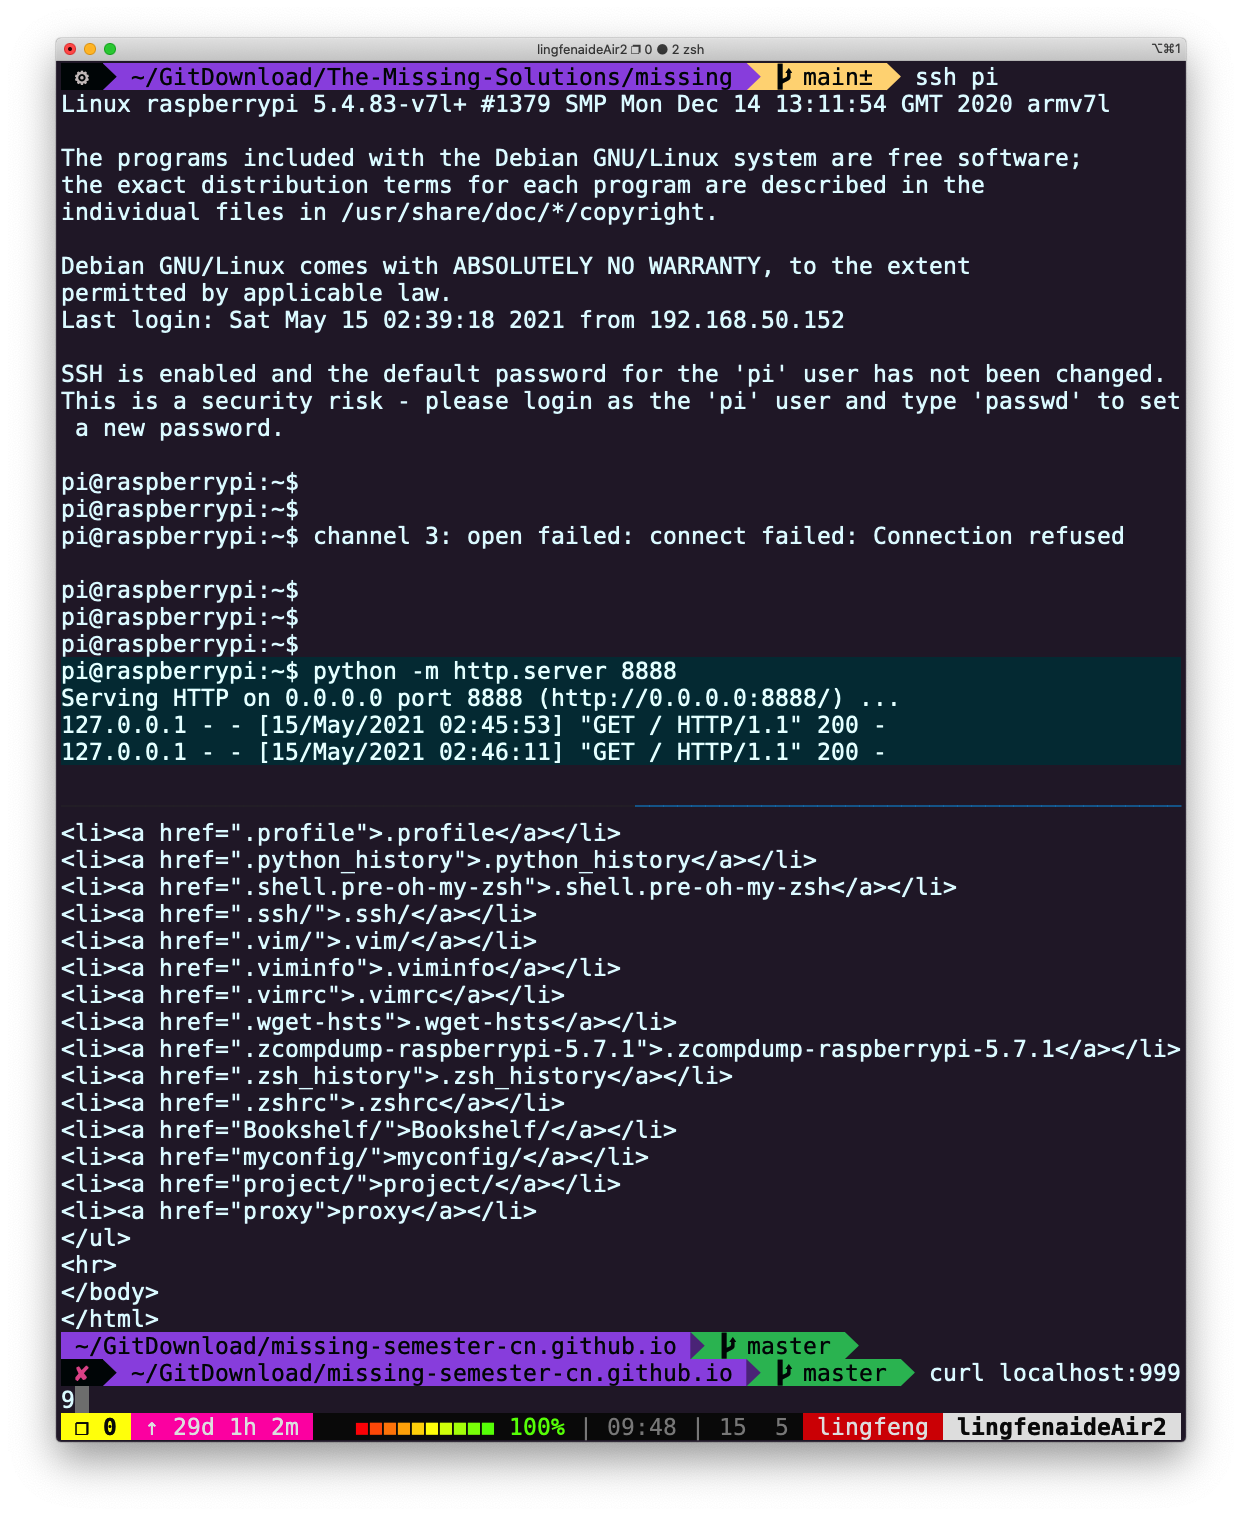 lingfenaideAir2 ❐ 0 ● 2 zsh ⌥⌘1
⚙ ~/GitDownload/The-Missing-Solutions/missing main± ssh pi
Linux raspberrypi 5.4.83-v7l+ #1379 SMP Mon Dec 14 13:11:54 GMT 2020 armv7l
The programs included with the Debian GNU/Linux system are free software;
the exact distribution terms for each program are described in the
individual files in /usr/share/doc/*/copyright.
Debian GNU/Linux comes with ABSOLUTELY NO WARRANTY, to the extent
permitted by applicable law.
Last login: Sat May 15 02:39:18 2021 from 192.168.50.152
SSH is enabled and the default password for the 'pi' user has not been changed.
This is a security risk - please login as the 'pi' user and type 'passwd' to set
a new password.
pi@raspberrypi:~$
pi@raspberrypi:~$
pi@raspberrypi:~$ channel 3: open failed: connect failed: Connection refused
pi@raspberrypi:~$
pi@raspberrypi:~$
pi@raspberrypi:~$
pi@raspberrypi:~$ python -m http.server 8888
Serving HTTP on 0.0.0.0 port 8888 (http://0.0.0.0:8888/) ...
127.0.0.1 - - [15/May/2021 02:45:53] "GET / HTTP/1.1" 200 -
127.0.0.1 - - [15/May/2021 02:46:11] "GET / HTTP/1.1" 200 -
<li><a href=".profile">.profile</a></li>
<li><a href=".python_history">.python_history</a></li>
<li><a href=".shell.pre-oh-my-zsh">.shell.pre-oh-my-zsh</a></li>
<li><a href=".ssh/">.ssh/</a></li>
<li><a href=".vim/">.vim/</a></li>
<li><a href=".viminfo">.viminfo</a></li>
<li><a href=".vimrc">.vimrc</a></li>
<li><a href=".wget-hsts">.wget-hsts</a></li>
<li><a href=".zcompdump-raspberrypi-5.7.1">.zcompdump-raspberrypi-5.7.1</a></li>
<li><a href=".zsh_history">.zsh_history</a></li>
<li><a href=".zshrc">.zshrc</a></li>
<li><a href="Bookshelf/">Bookshelf/</a></li>
<li><a href="myconfig/">myconfig/</a></li>
<li><a href="project/">project/</a></li>
<li><a href="proxy">proxy</a></li>
</ul>
<hr>
</body>
</html>
~/GitDownload/missing-semester-cn.github.io master
✘ ~/GitDownload/missing-semester-cn.github.io master curl localhost:999
9
❐ 0 ↑ 29d 1h 2m 100% | 09:48 | 15 5 lingfeng lingfenaideAir2